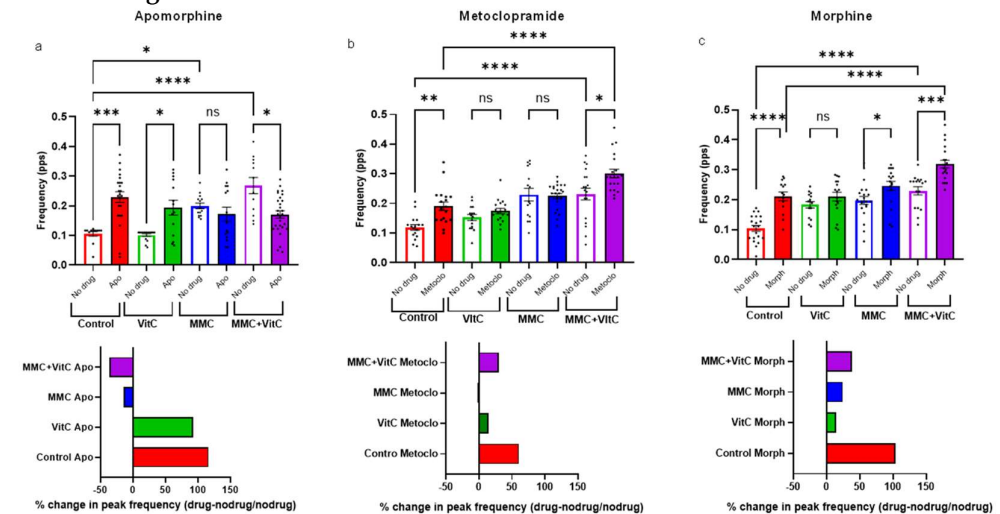 Apomorphine
a
*
****
***
*
ns
*
0.5
0.4
0.3
0.2
0.1
0.0
Frequency (pps)
No drug
Apo
No drug
Apo
No drug
Apo
No drug
Apo
Control
VitC
MMC
MMC+VitC
MMC+VitC Apo
MMC Apo
VitC Apo
Control Apo
-50
0
50
100
150
% change in peak frequency (drug-nodrug/nodrug)
Metoclopramide
b
****
****
**
ns
ns
*
0.5
0.4
0.3
0.2
0.1
0.0
Frequency (pps)
No drug
Metoclo
No drug
Metoclo
No drug
Metoclo
No drug
Metoclo
Control
VItC
MMC
MMC+VItC
MMC+VitC Metoclo
MMC Metoclo
VitC Metoclo
Contro Metoclo
-50
0
50
100
150
% change in peak frequency (drug-nodrug/nodrug)
Morphine
c
****
****
****
ns
*
***
0.5
0.4
0.3
0.2
0.1
0.0
Frequency (pps)
No drug
Morph
No drug
Morph
No drug
Morph
No drug
Morph
Control
VitC
MMC
MMC+VitC
MMC+VitC Morph
MMC Morph
VitC Morph
Control Morph
-50
0
50
100
150
% change in peak frequency (drug-nodrug/nodrug)